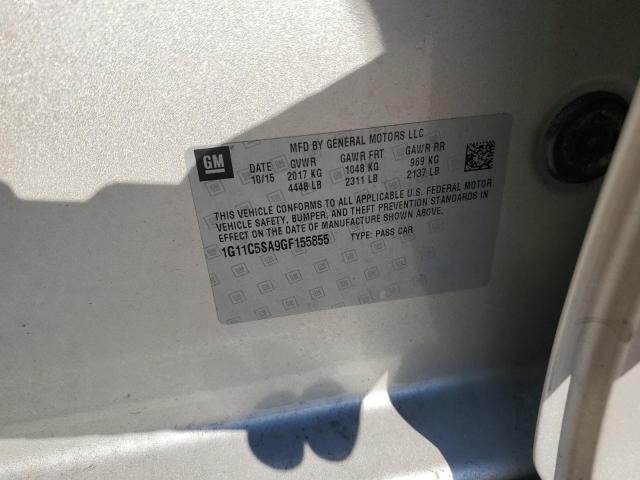 GM
MFD BY GENERAL MOTORS LLC
DATE GVWR GAWR FRT GAWR RR
10/15 2017 KG 1048 KG 969 KG
4448 LB 2311 LB 2137 LB
THIS VEHICLE CONFORMS TO ALL APPLICABLE U.S. FEDERAL MOTOR
VEHICLE SAFETY, BUMPER, AND THEFT PREVENTION STANDARDS IN
EFFECT ON THE DATE OF MANUFACTURE SHOWN ABOVE.
1G11C5SA9GF155855 TYPE: PASS CAR